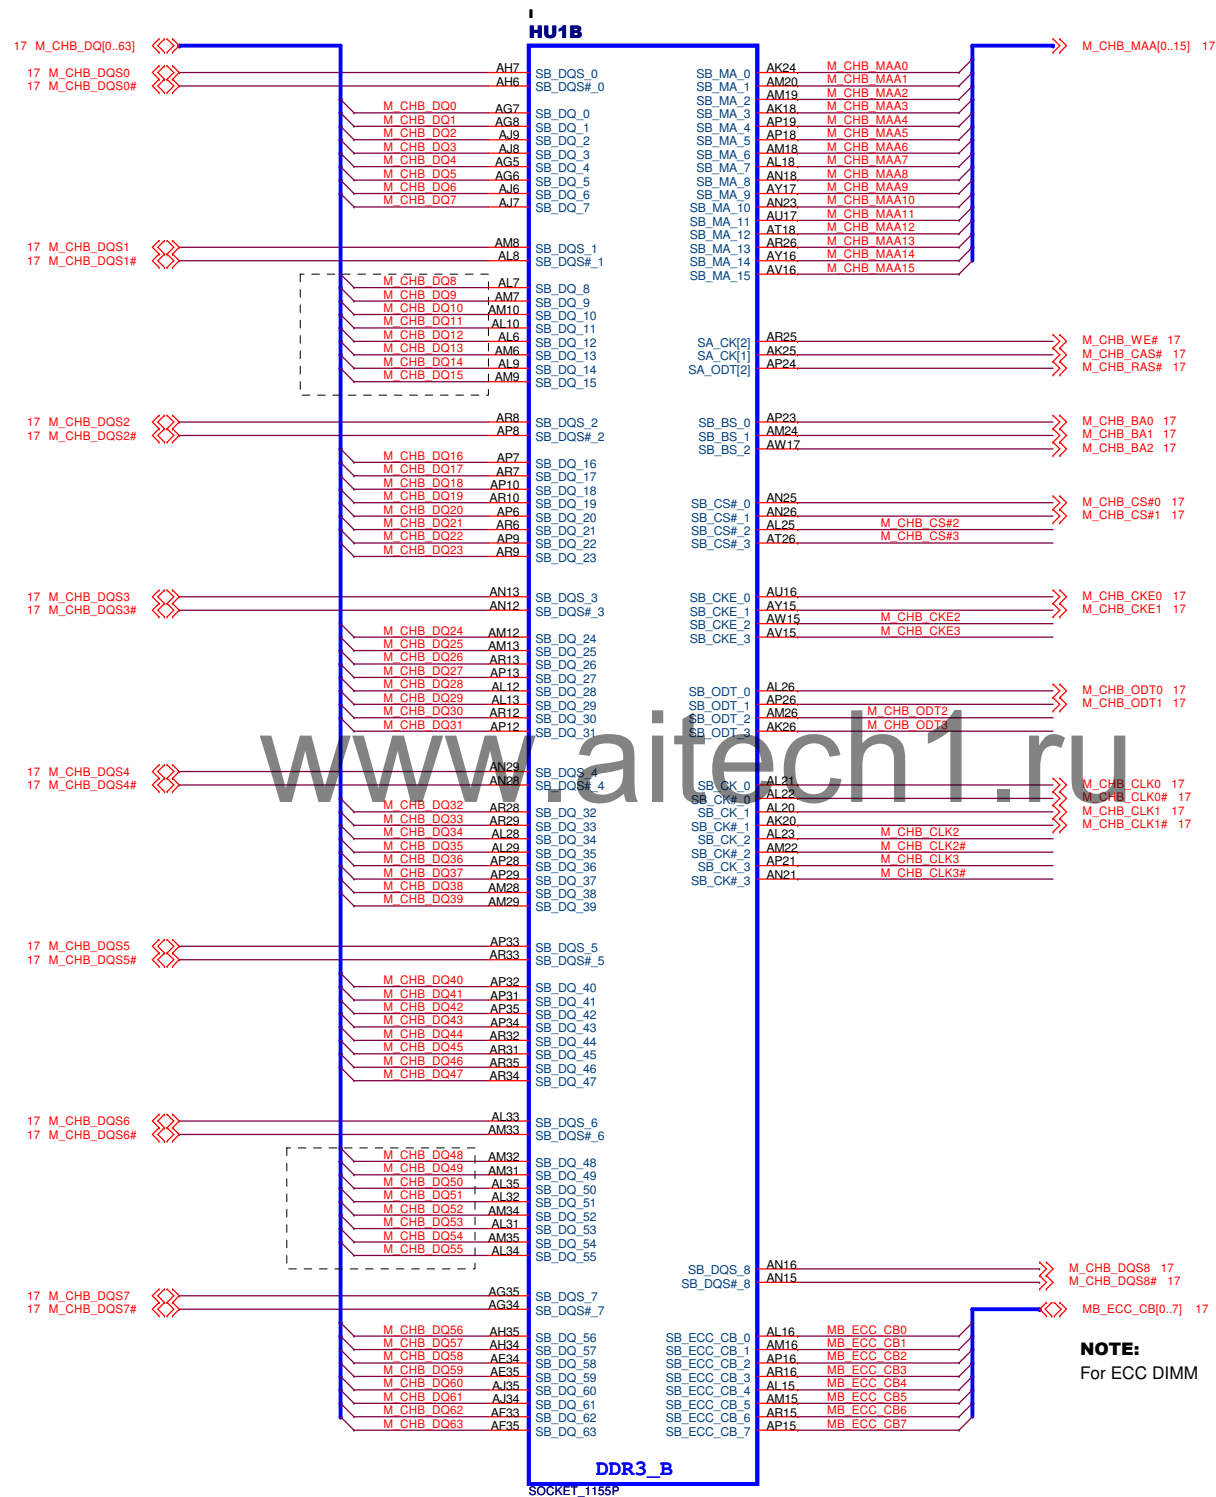 HU1B
17 M_CHB_DQ[0..63]
17 M_CHB_DQS0 AH7 SB_DQS_0
17 M_CHB_DQS0# AH6 SB_DQS#_0
M_CHB_DQ0 AG7 SB_DQ_0
M_CHB_DQ1 AG8 SB_DQ_1
M_CHB_DQ2 AJ9 SB_DQ_2
M_CHB_DQ3 AJ8 SB_DQ_3
M_CHB_DQ4 AG5 SB_DQ_4
M_CHB_DQ5 AG6 SB_DQ_5
M_CHB_DQ6 AJ6 SB_DQ_6
M_CHB_DQ7 AJ7 SB_DQ_7
17 M_CHB_DQS1 AM8 SB_DQS_1
17 M_CHB_DQS1# AL8 SB_DQS#_1
M_CHB_DQ8 AL7 SB_DQ_8
M_CHB_DQ9 AM7 SB_DQ_9
M_CHB_DQ10 AM10 SB_DQ_10
M_CHB_DQ11 AL10 SB_DQ_11
M_CHB_DQ12 AL6 SB_DQ_12
M_CHB_DQ13 AM6 SB_DQ_13
M_CHB_DQ14 AL9 SB_DQ_14
M_CHB_DQ15 AM9 SB_DQ_15
17 M_CHB_DQS2 AR8 SB_DQS_2
17 M_CHB_DQS2# AP8 SB_DQS#_2
M_CHB_DQ16 AP7 SB_DQ_16
M_CHB_DQ17 AR7 SB_DQ_17
M_CHB_DQ18 AP10 SB_DQ_18
M_CHB_DQ19 AR10 SB_DQ_19
M_CHB_DQ20 AP6 SB_DQ_20
M_CHB_DQ21 AR6 SB_DQ_21
M_CHB_DQ22 AP9 SB_DQ_22
M_CHB_DQ23 AR9 SB_DQ_23
17 M_CHB_DQS3 AN13 SB_DQS_3
17 M_CHB_DQS3# AN12 SB_DQS#_3
M_CHB_DQ24 AM12 SB_DQ_24
M_CHB_DQ25 AM13 SB_DQ_25
M_CHB_DQ26 AR13 SB_DQ_26
M_CHB_DQ27 AP13 SB_DQ_27
M_CHB_DQ28 AL12 SB_DQ_28
M_CHB_DQ29 AL13 SB_DQ_29
M_CHB_DQ30 AR12 SB_DQ_30
M_CHB_DQ31 AP12 SB_DQ_31
17 M_CHB_DQS4 AN29 SB_DQS_4
17 M_CHB_DQS4# AN28 SB_DQS#_4
M_CHB_DQ32 AR28 SB_DQ_32
M_CHB_DQ33 AR29 SB_DQ_33
M_CHB_DQ34 AL28 SB_DQ_34
M_CHB_DQ35 AL29 SB_DQ_35
M_CHB_DQ36 AP28 SB_DQ_36
M_CHB_DQ37 AP29 SB_DQ_37
M_CHB_DQ38 AM28 SB_DQ_38
M_CHB_DQ39 AM29 SB_DQ_39
17 M_CHB_DQS5 AP33 SB_DQS_5
17 M_CHB_DQS5# AR33 SB_DQS#_5
M_CHB_DQ40 AP32 SB_DQ_40
M_CHB_DQ41 AP31 SB_DQ_41
M_CHB_DQ42 AP35 SB_DQ_42
M_CHB_DQ43 AP34 SB_DQ_43
M_CHB_DQ44 AR32 SB_DQ_44
M_CHB_DQ45 AR31 SB_DQ_45
M_CHB_DQ46 AR35 SB_DQ_46
M_CHB_DQ47 AR34 SB_DQ_47
17 M_CHB_DQS6 AL33 SB_DQS_6
17 M_CHB_DQS6# AM33 SB_DQS#_6
M_CHB_DQ48 AM32 SB_DQ_48
M_CHB_DQ49 AM31 SB_DQ_49
M_CHB_DQ50 AL35 SB_DQ_50
M_CHB_DQ51 AL32 SB_DQ_51
M_CHB_DQ52 AM34 SB_DQ_52
M_CHB_DQ53 AL31 SB_DQ_53
M_CHB_DQ54 AM35 SB_DQ_54
M_CHB_DQ55 AL34 SB_DQ_55
17 M_CHB_DQS7 AG35 SB_DQS_7
17 M_CHB_DQS7# AG34 SB_DQS#_7
M_CHB_DQ56 AH35 SB_DQ_56
M_CHB_DQ57 AH34 SB_DQ_57
M_CHB_DQ58 AE34 SB_DQ_58
M_CHB_DQ59 AE35 SB_DQ_59
M_CHB_DQ60 AJ35 SB_DQ_60
M_CHB_DQ61 AJ34 SB_DQ_61
M_CHB_DQ62 AF33 SB_DQ_62
M_CHB_DQ63 AF35 SB_DQ_63
M_CHB_MAA[0..15] 17
SB_MA_0 AK24 M_CHB_MAA0
SB_MA_1 AM20 M_CHB_MAA1
SB_MA_2 AM19 M_CHB_MAA2
SB_MA_3 AK18 M_CHB_MAA3
SB_MA_4 AP19 M_CHB_MAA4
SB_MA_5 AP18 M_CHB_MAA5
SB_MA_6 AM18 M_CHB_MAA6
SB_MA_7 AL18 M_CHB_MAA7
SB_MA_8 AN18 M_CHB_MAA8
SB_MA_9 AY17 M_CHB_MAA9
SB_MA_10 AN23 M_CHB_MAA10
SB_MA_11 AU17 M_CHB_MAA11
SB_MA_12 AT18 M_CHB_MAA12
SB_MA_13 AR26 M_CHB_MAA13
SB_MA_14 AY16 M_CHB_MAA14
SB_MA_15 AV16 M_CHB_MAA15
SA_CK[2] AR25 M_CHB_WE# 17
SA_CK[1] AK25 M_CHB_CAS# 17
SA_ODT[2] AP24 M_CHB_RAS# 17
SB_BS_0 AP23 M_CHB_BA0 17
SB_BS_1 AM24 M_CHB_BA1 17
SB_BS_2 AW17 M_CHB_BA2 17
SB_CS#_0 AN25 M_CHB_CS#0 17
SB_CS#_1 AN26 M_CHB_CS#1 17
SB_CS#_2 AL25 M_CHB_CS#2
SB_CS#_3 AT26 M_CHB_CS#3
SB_CKE_0 AU16 M_CHB_CKE0 17
SB_CKE_1 AY15 M_CHB_CKE1 17
SB_CKE_2 AW15 M_CHB_CKE2
SB_CKE_3 AV15 M_CHB_CKE3
SB_ODT_0 AL26 M_CHB_ODT0 17
SB_ODT_1 AP26 M_CHB_ODT1 17
SB_ODT_2 AM26 M_CHB_ODT2
SB_ODT_3 AK26 M_CHB_ODT3
www.aitech1.ru
SB_CK_0 AL21 M_CHB_CLK0 17
SB_CK#_0 AL22 M_CHB_CLK0# 17
SB_CK_1 AL20 M_CHB_CLK1 17
SB_CK#_1 AK20 M_CHB_CLK1# 17
SB_CK_2 AL23 M_CHB_CLK2
SB_CK#_2 AM22 M_CHB_CLK2#
SB_CK_3 AP21 M_CHB_CLK3
SB_CK#_3 AN21 M_CHB_CLK3#
SB_DQS_8 AN16 M_CHB_DQS8 17
SB_DQS#_8 AN15 M_CHB_DQS8# 17
MB_ECC_CB[0..7] 17
SB_ECC_CB_0 AL16 MB_ECC_CB0
SB_ECC_CB_1 AM16 MB_ECC_CB1
SB_ECC_CB_2 AP16 MB_ECC_CB2
SB_ECC_CB_3 AR16 MB_ECC_CB3
SB_ECC_CB_4 AL15 MB_ECC_CB4
SB_ECC_CB_5 AM15 MB_ECC_CB5
SB_ECC_CB_6 AR15 MB_ECC_CB6
SB_ECC_CB_7 AP15 MB_ECC_CB7
NOTE:
For ECC DIMM
DDR3_B
SOCKET_1155P